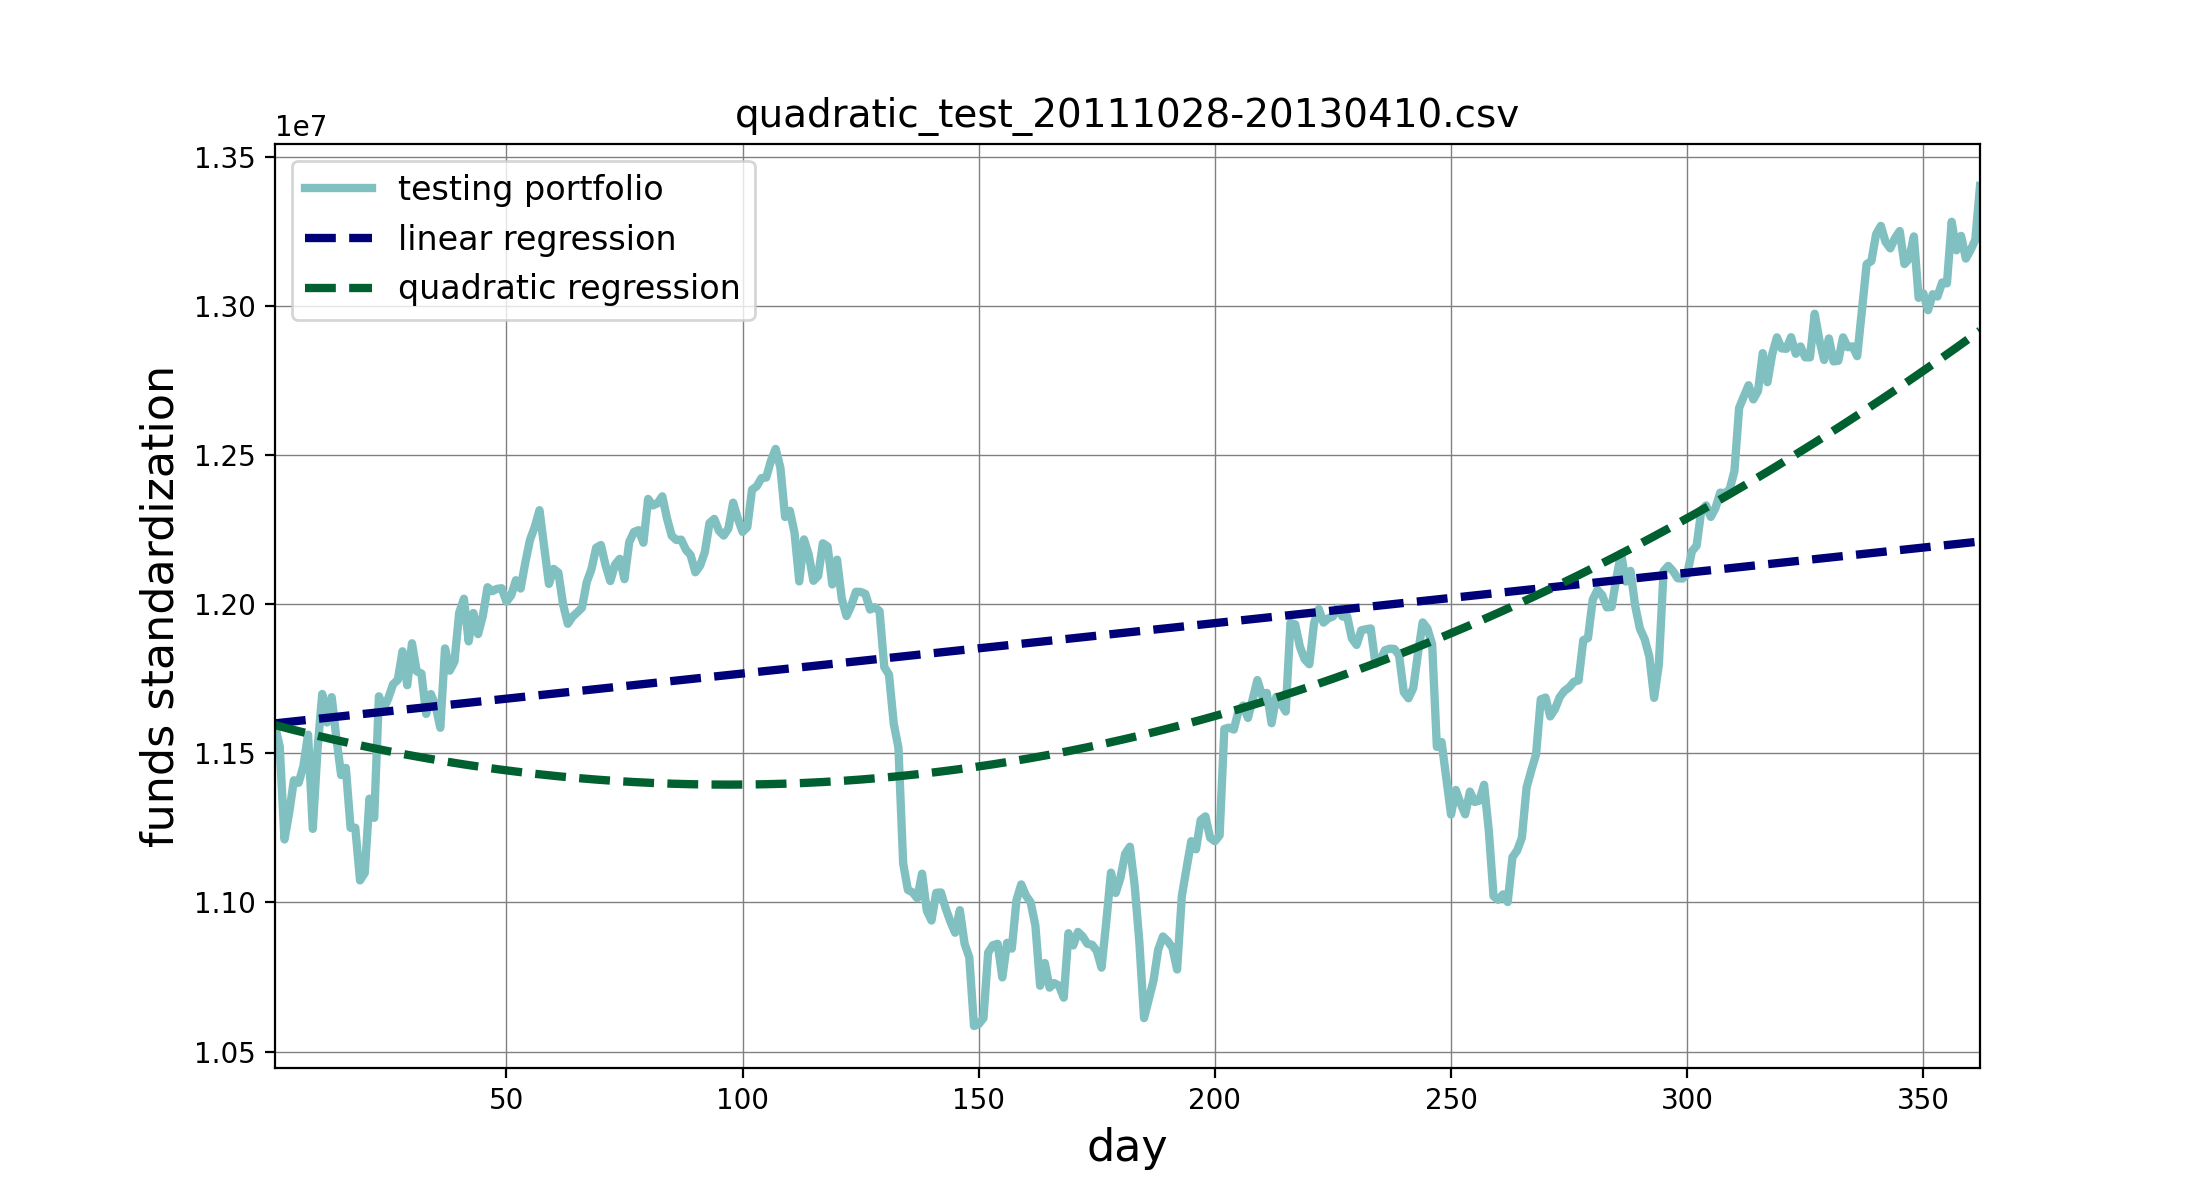 quadratic_test_20111028-20130410.csv
1e7
1.35
1.30
1.25
1.20
1.15
1.10
1.05
funds standardization
testing portfolio
linear regression
quadratic regression
50 100 150 200 250 300 350
day